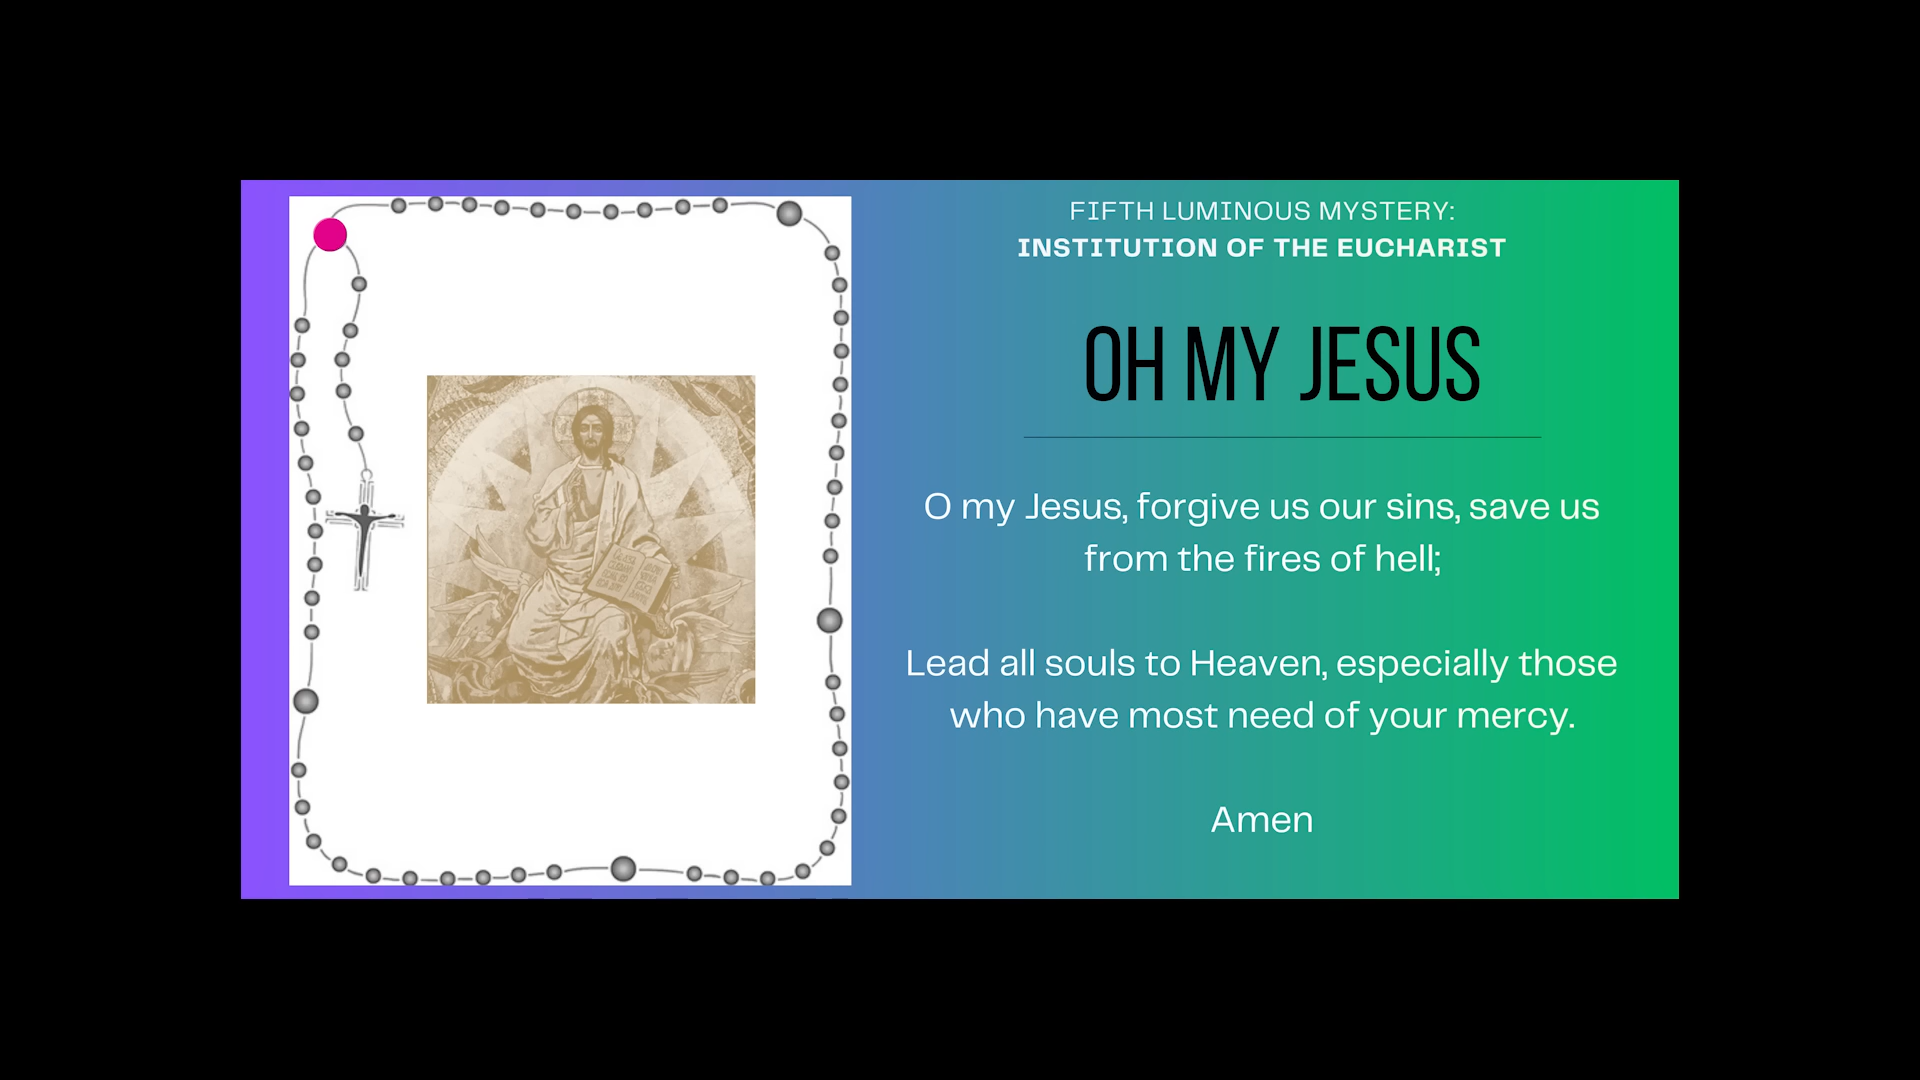 FIFTH LUMINOUS MYSTERY:
INSTITUTION OF THE EUCHARIST
OH MY JESUS
O my Jesus, forgive us our sins, save us
from the fires of hell;
Lead all souls to Heaven, especially those
who have most need of your mercy.
Amen